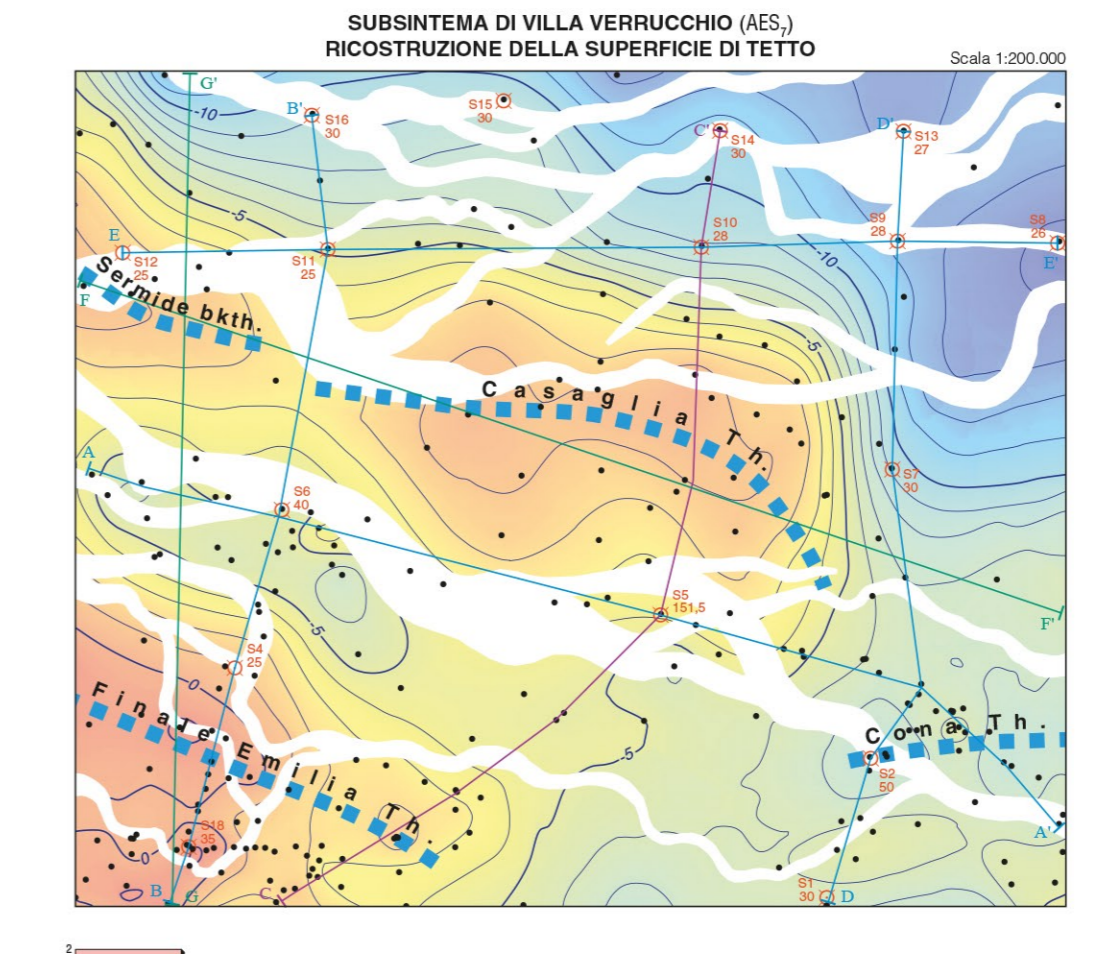 SUBSINTEMA DI VILLA VERRUCCHIO (AES₇)
RICOSTRUZIONE DELLA SUPERFICIE DI TETTO
Scala 1:200.000
G'
-10
B'
S16
30
S15
30
C'
S14
30
D'
S13
27
-5
E
S12
25
S11
25
S10
28
S9
28
S8
26
E'
-10
F
Sermide bkth.
-5
Casaglia Th.
A
S6
40
S7
30
S5
151,5
F'
-5
S4
25
0
Finale Emilia Th.
-5
Cona Th.
S2
50
A'
S18
35
0
B
G
C
S1
30
D
2